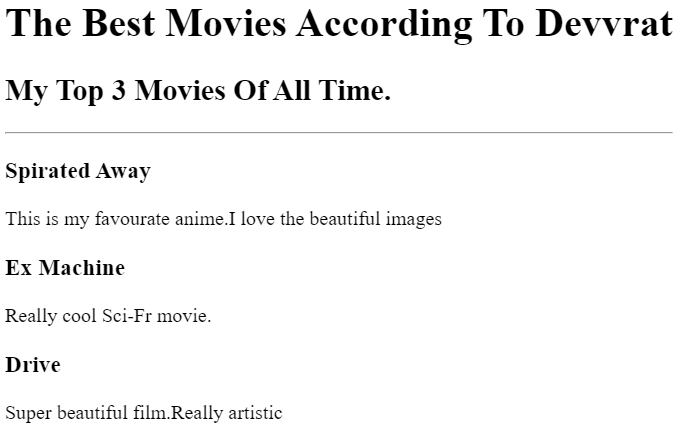 The Best Movies According To Devvrat
My Top 3 Movies Of All Time.
Spirated Away
This is my favourate anime.I love the beautiful images
Ex Machine
Really cool Sci-Fr movie.
Drive
Super beautiful film.Really artistic